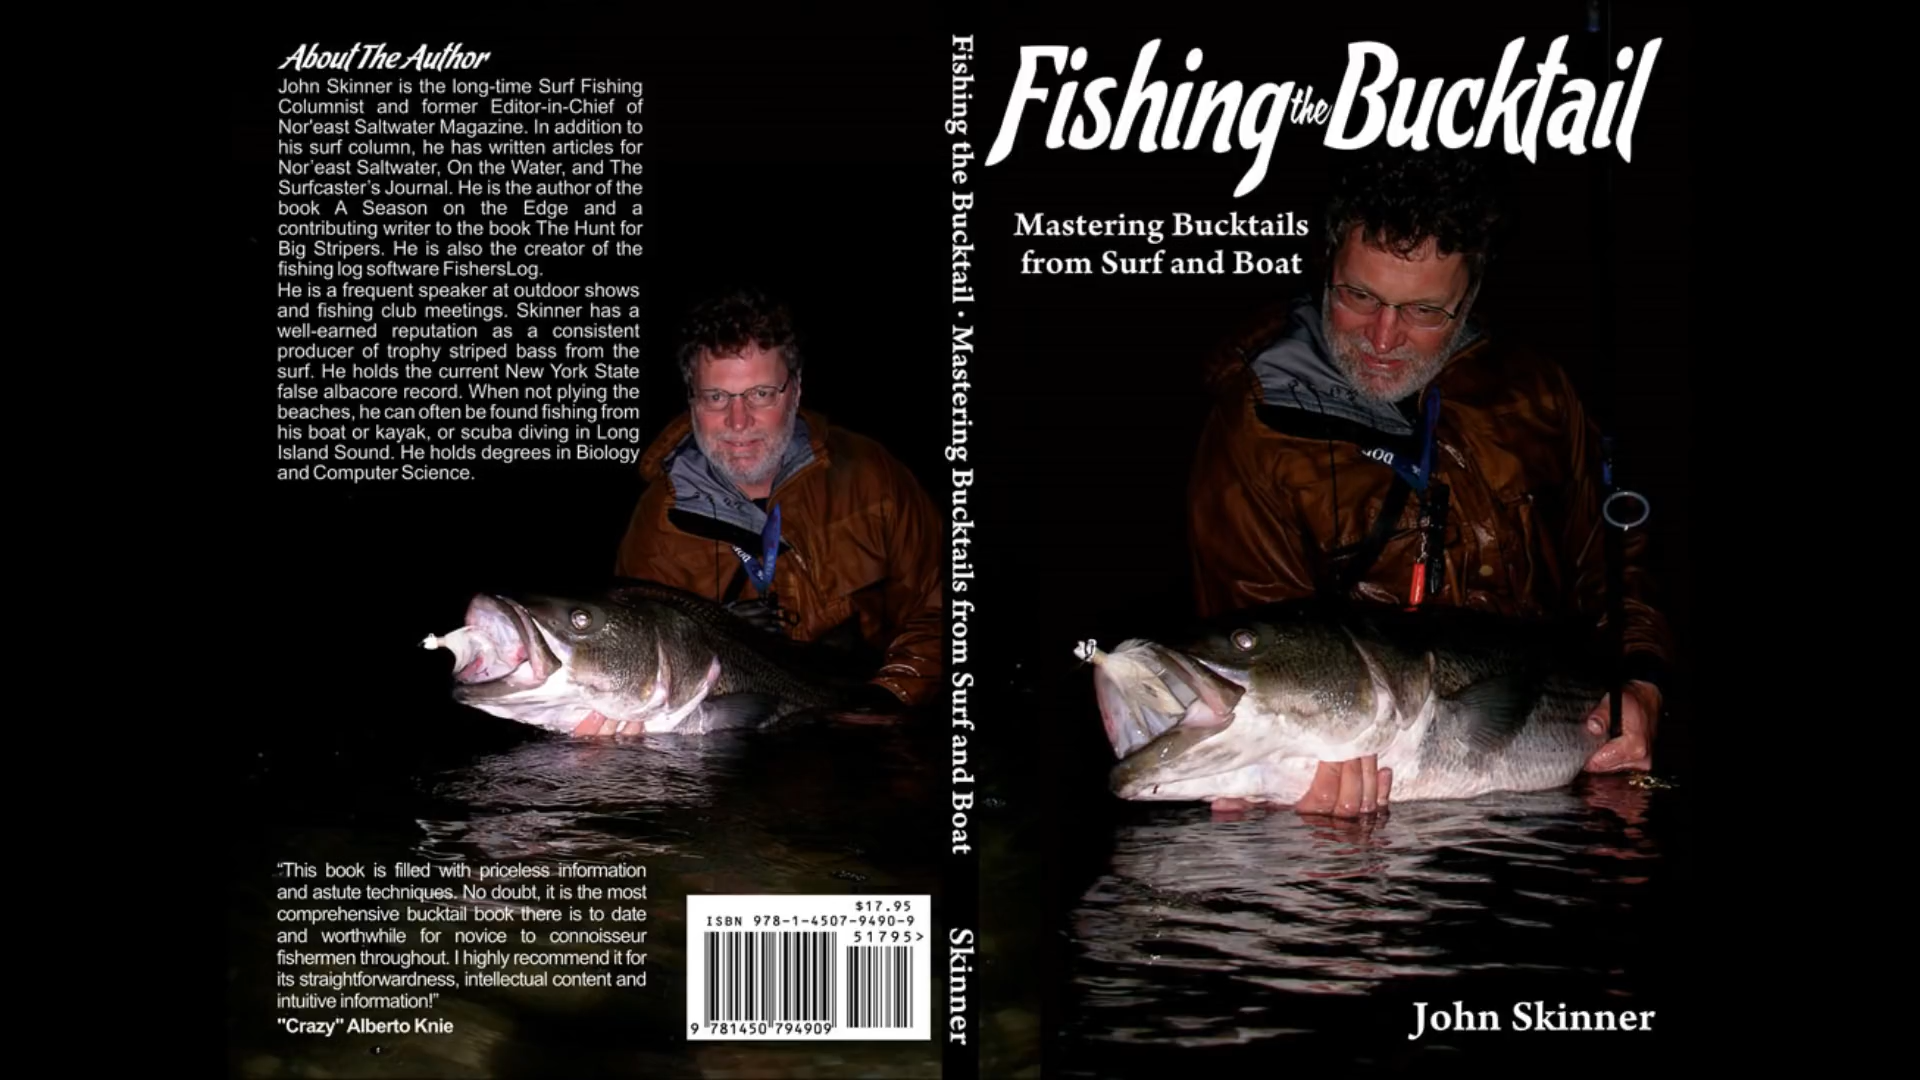 About The Author
John Skinner is the long-time Surf Fishing
Columnist and former Editor-in-Chief of
Nor'east Saltwater Magazine. In addition to
his surf column, he has written articles for
Nor’east Saltwater, On the Water, and The
Surfcaster’s Journal. He is the author of the
book A Season on the Edge and a
contributing writer to the book The Hunt for
Big Stripers. He is also the creator of the
fishing log software FishersLog.
He is a frequent speaker at outdoor shows
and fishing club meetings. Skinner has a
well-earned reputation as a consistent
producer of trophy striped bass from the
surf. He holds the current New York State
false albacore record. When not plying the
beaches, he can often be found fishing from
his boat or kayak, or scuba diving in Long
Island Sound. He holds degrees in Biology
and Computer Science.
“This book is filled with priceless information
and astute techniques. No doubt, it is the most
comprehensive bucktail book there is to date
and worthwhile for novice to connoisseur
fishermen throughout. I highly recommend it for
its straightforwardness, intellectual content and
intuitive information!”
"Crazy" Alberto Knie
$17.95
ISBN 978-1-4507-9490-9
51795>
9 781450 794909
Fishing the Bucktail • Mastering Bucktails from Surf and Boat
Skinner
Fishing the Bucktail
Mastering Bucktails
from Surf and Boat
John Skinner